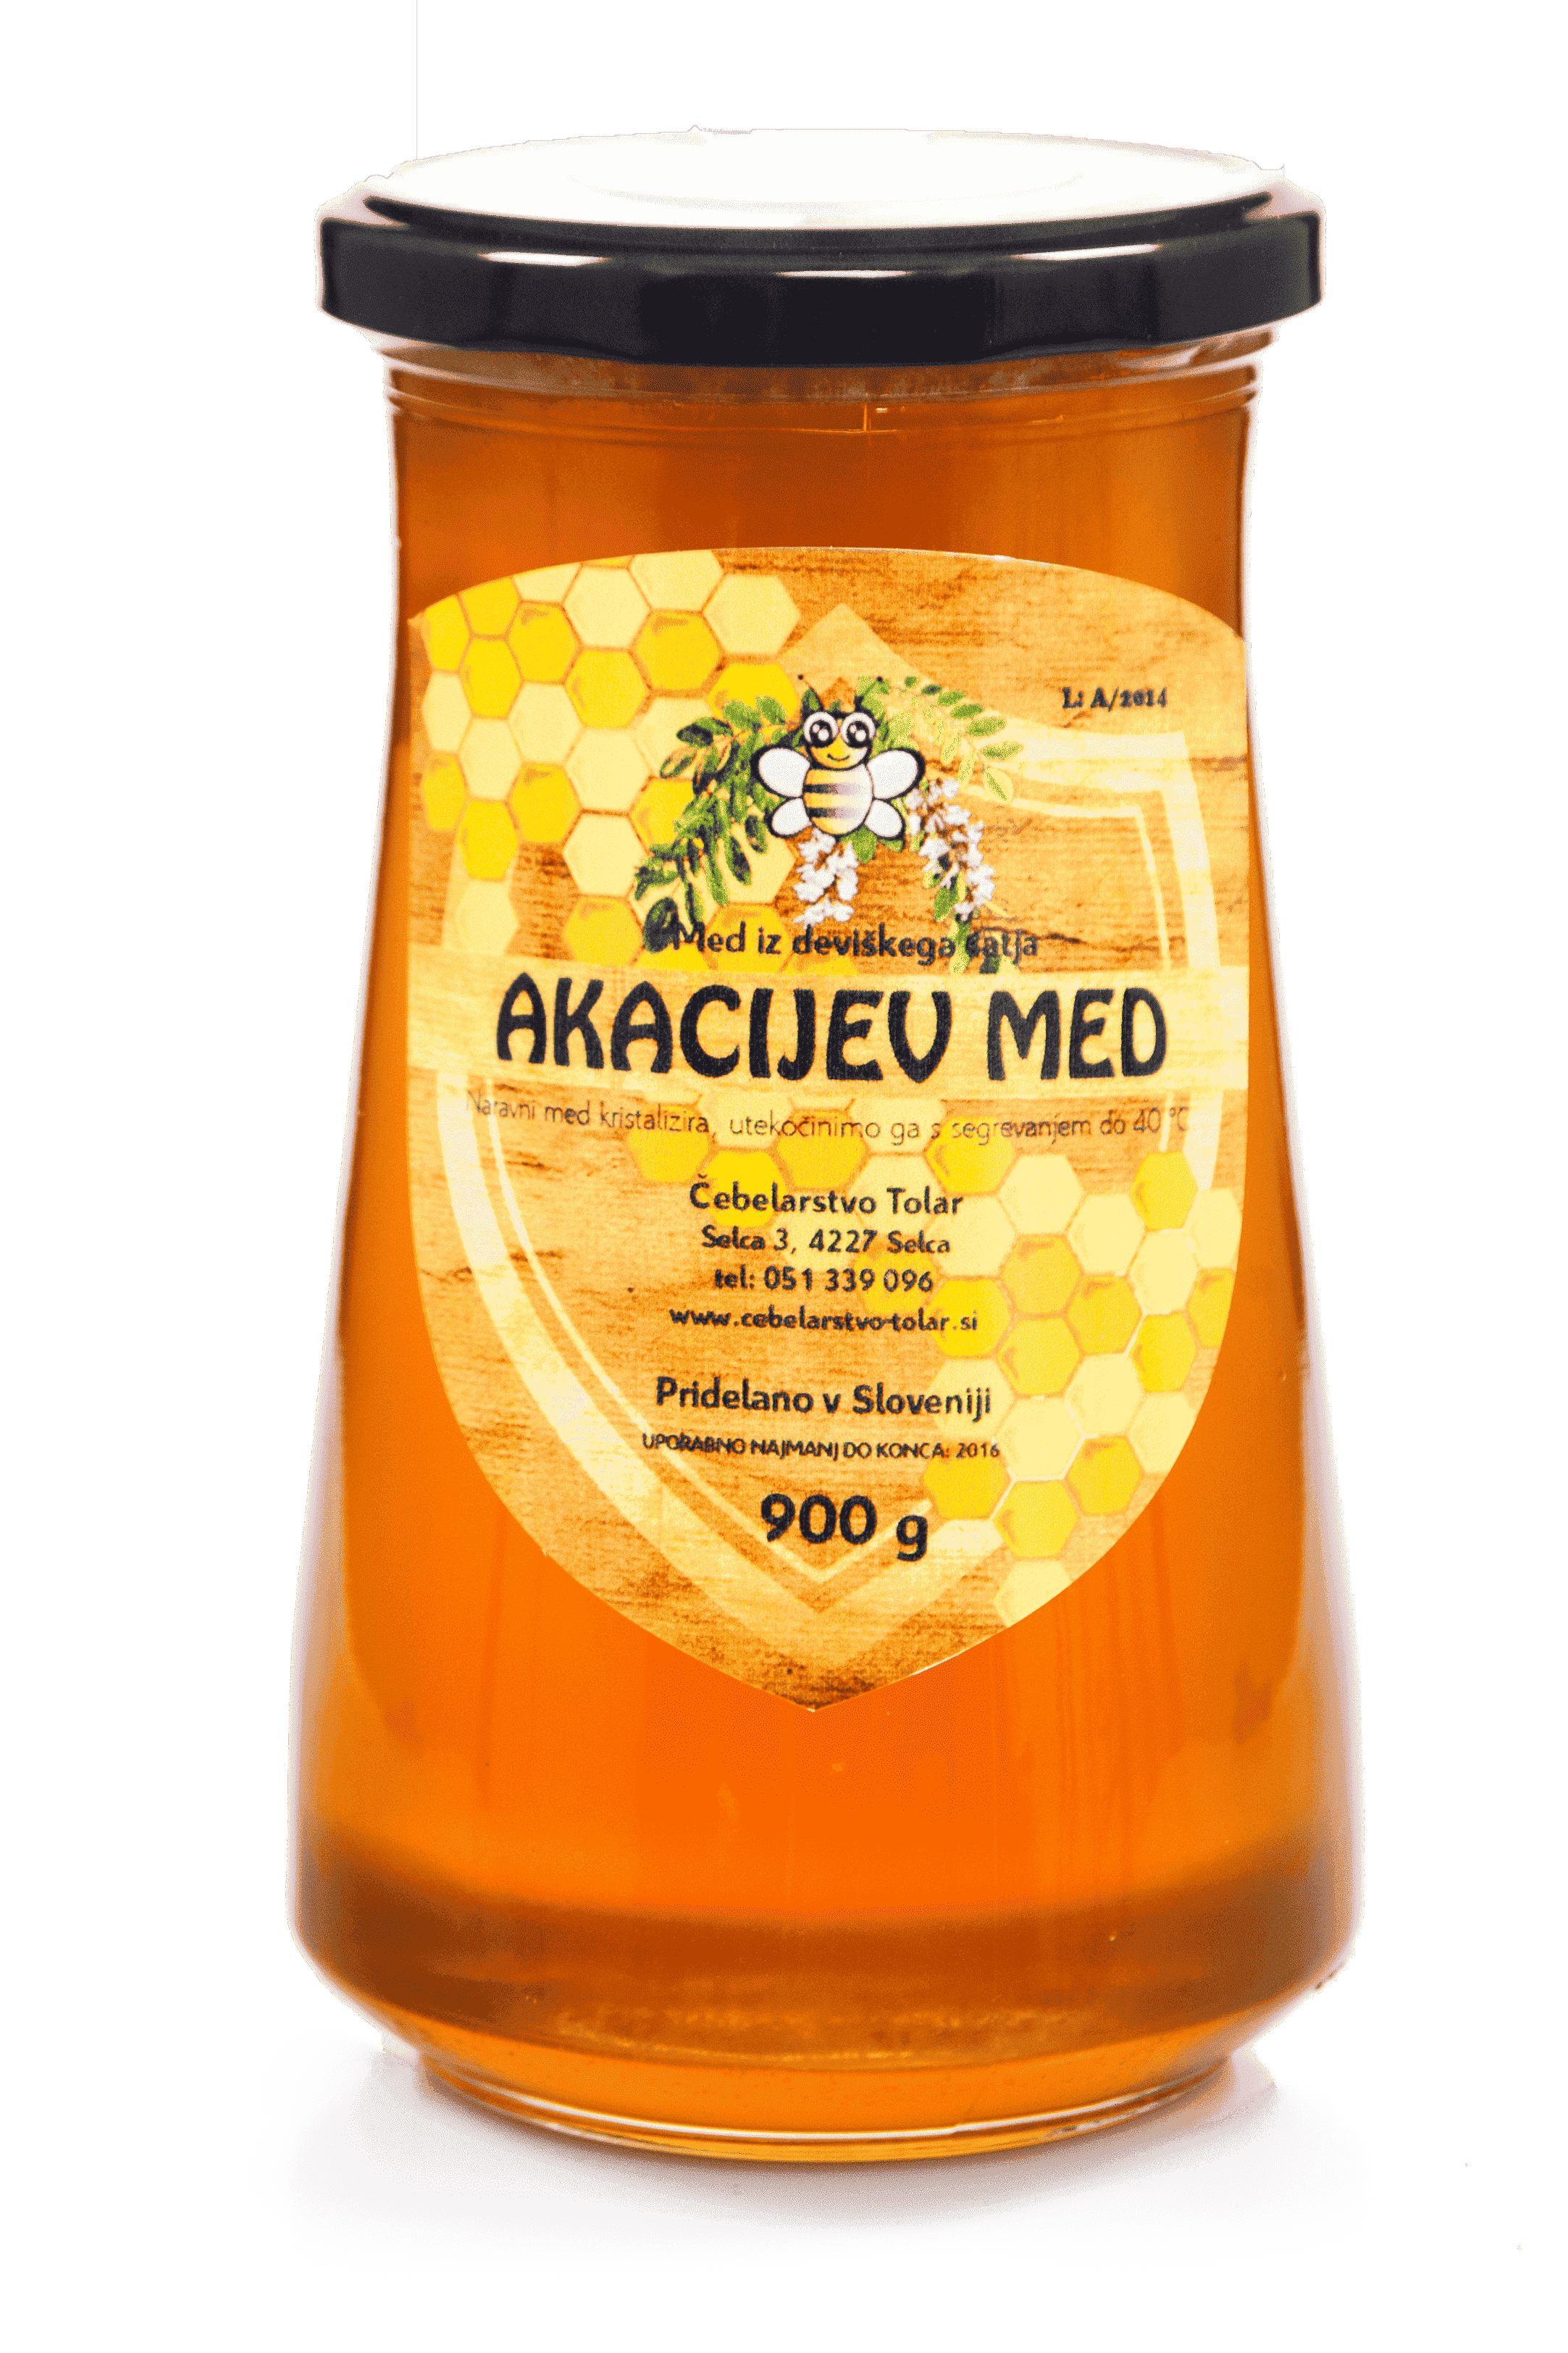 L: A/2014
Med iz deviškega satja
AKACIJEV MED
Naravni med kristalizira, utekočinimo ga s segrevanjem do 40 °C
Čebelarstvo Tolar
Selca 3, 4227 Selca
tel: 051 339 096
www.cebelarstvo-tolar.si
Pridelano v Sloveniji
UPORABNO NAJMANJ DO KONCA: 2016
900 g